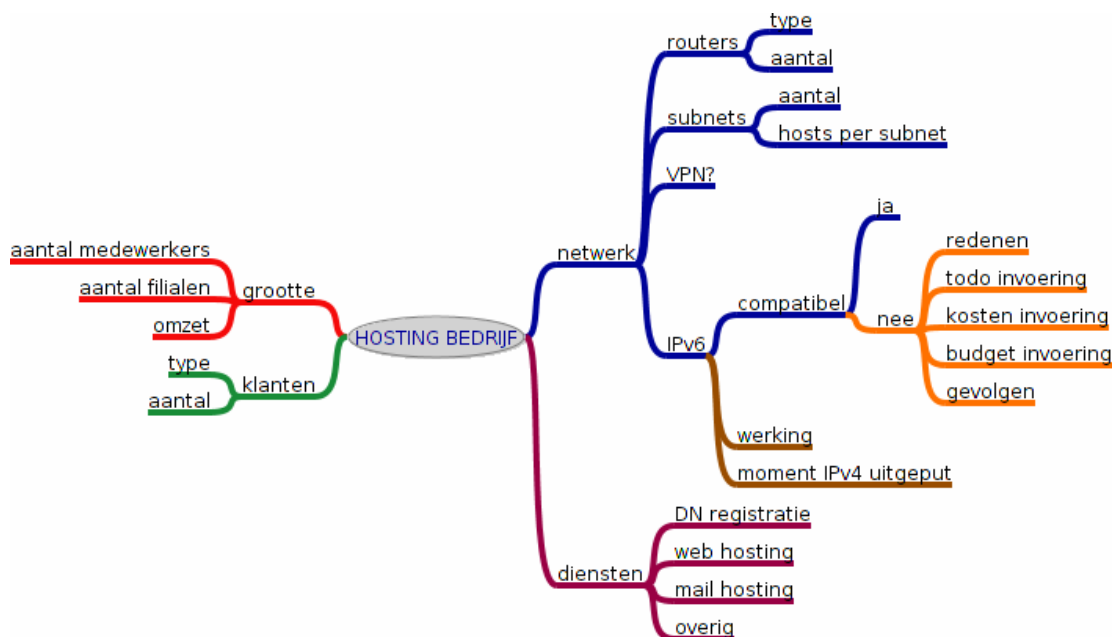 type
routers
aantal
aantal
subnets
hosts per subnet
VPN?
ja
redenen
aantal medewerkers
netwerk
todo invoering
aantal filialen
grootte
compatibel
nee
kosten invoering
omzet
HOSTING BEDRIJF
IPv6
budget invoering
type
klanten
gevolgen
aantal
werking
moment IPv4 uitgeput
DN registratie
web hosting
diensten
mail hosting
overig